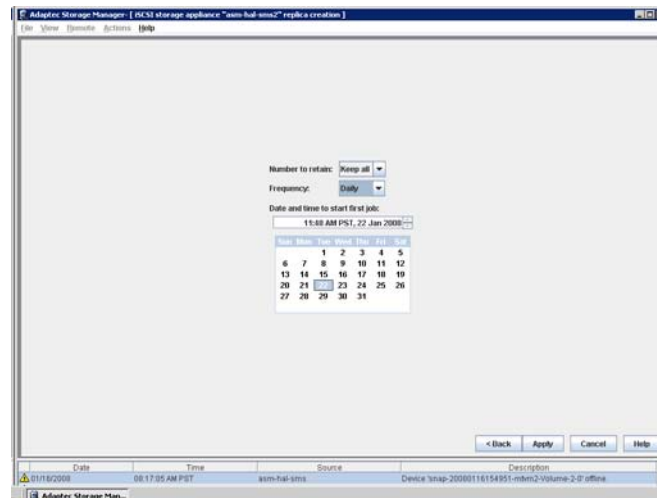 Adaptec Storage Manager- [ iSCSI storage appliance "asm-hal-sms2" replica creation ]
File View Remote Actions Help
Number to retain: Keep all
Frequency: Daily
Date and time to start first job:
11:48 AM PST, 22 Jan 2008
Sun Mon Tue Wed Thu Fri Sat
1 2 3 4 5
6 7 8 9 10 11 12
13 14 15 16 17 18 19
20 21 22 23 24 25 26
27 28 29 30 31
< Back Apply Cancel Help
Date Time Source Description
01/18/2008 08:17:05 AM PST asm-hal-sms Device 'snap-20080116154951-mbm2-Volume-2-0' offline.
Adaptec Storage Man...